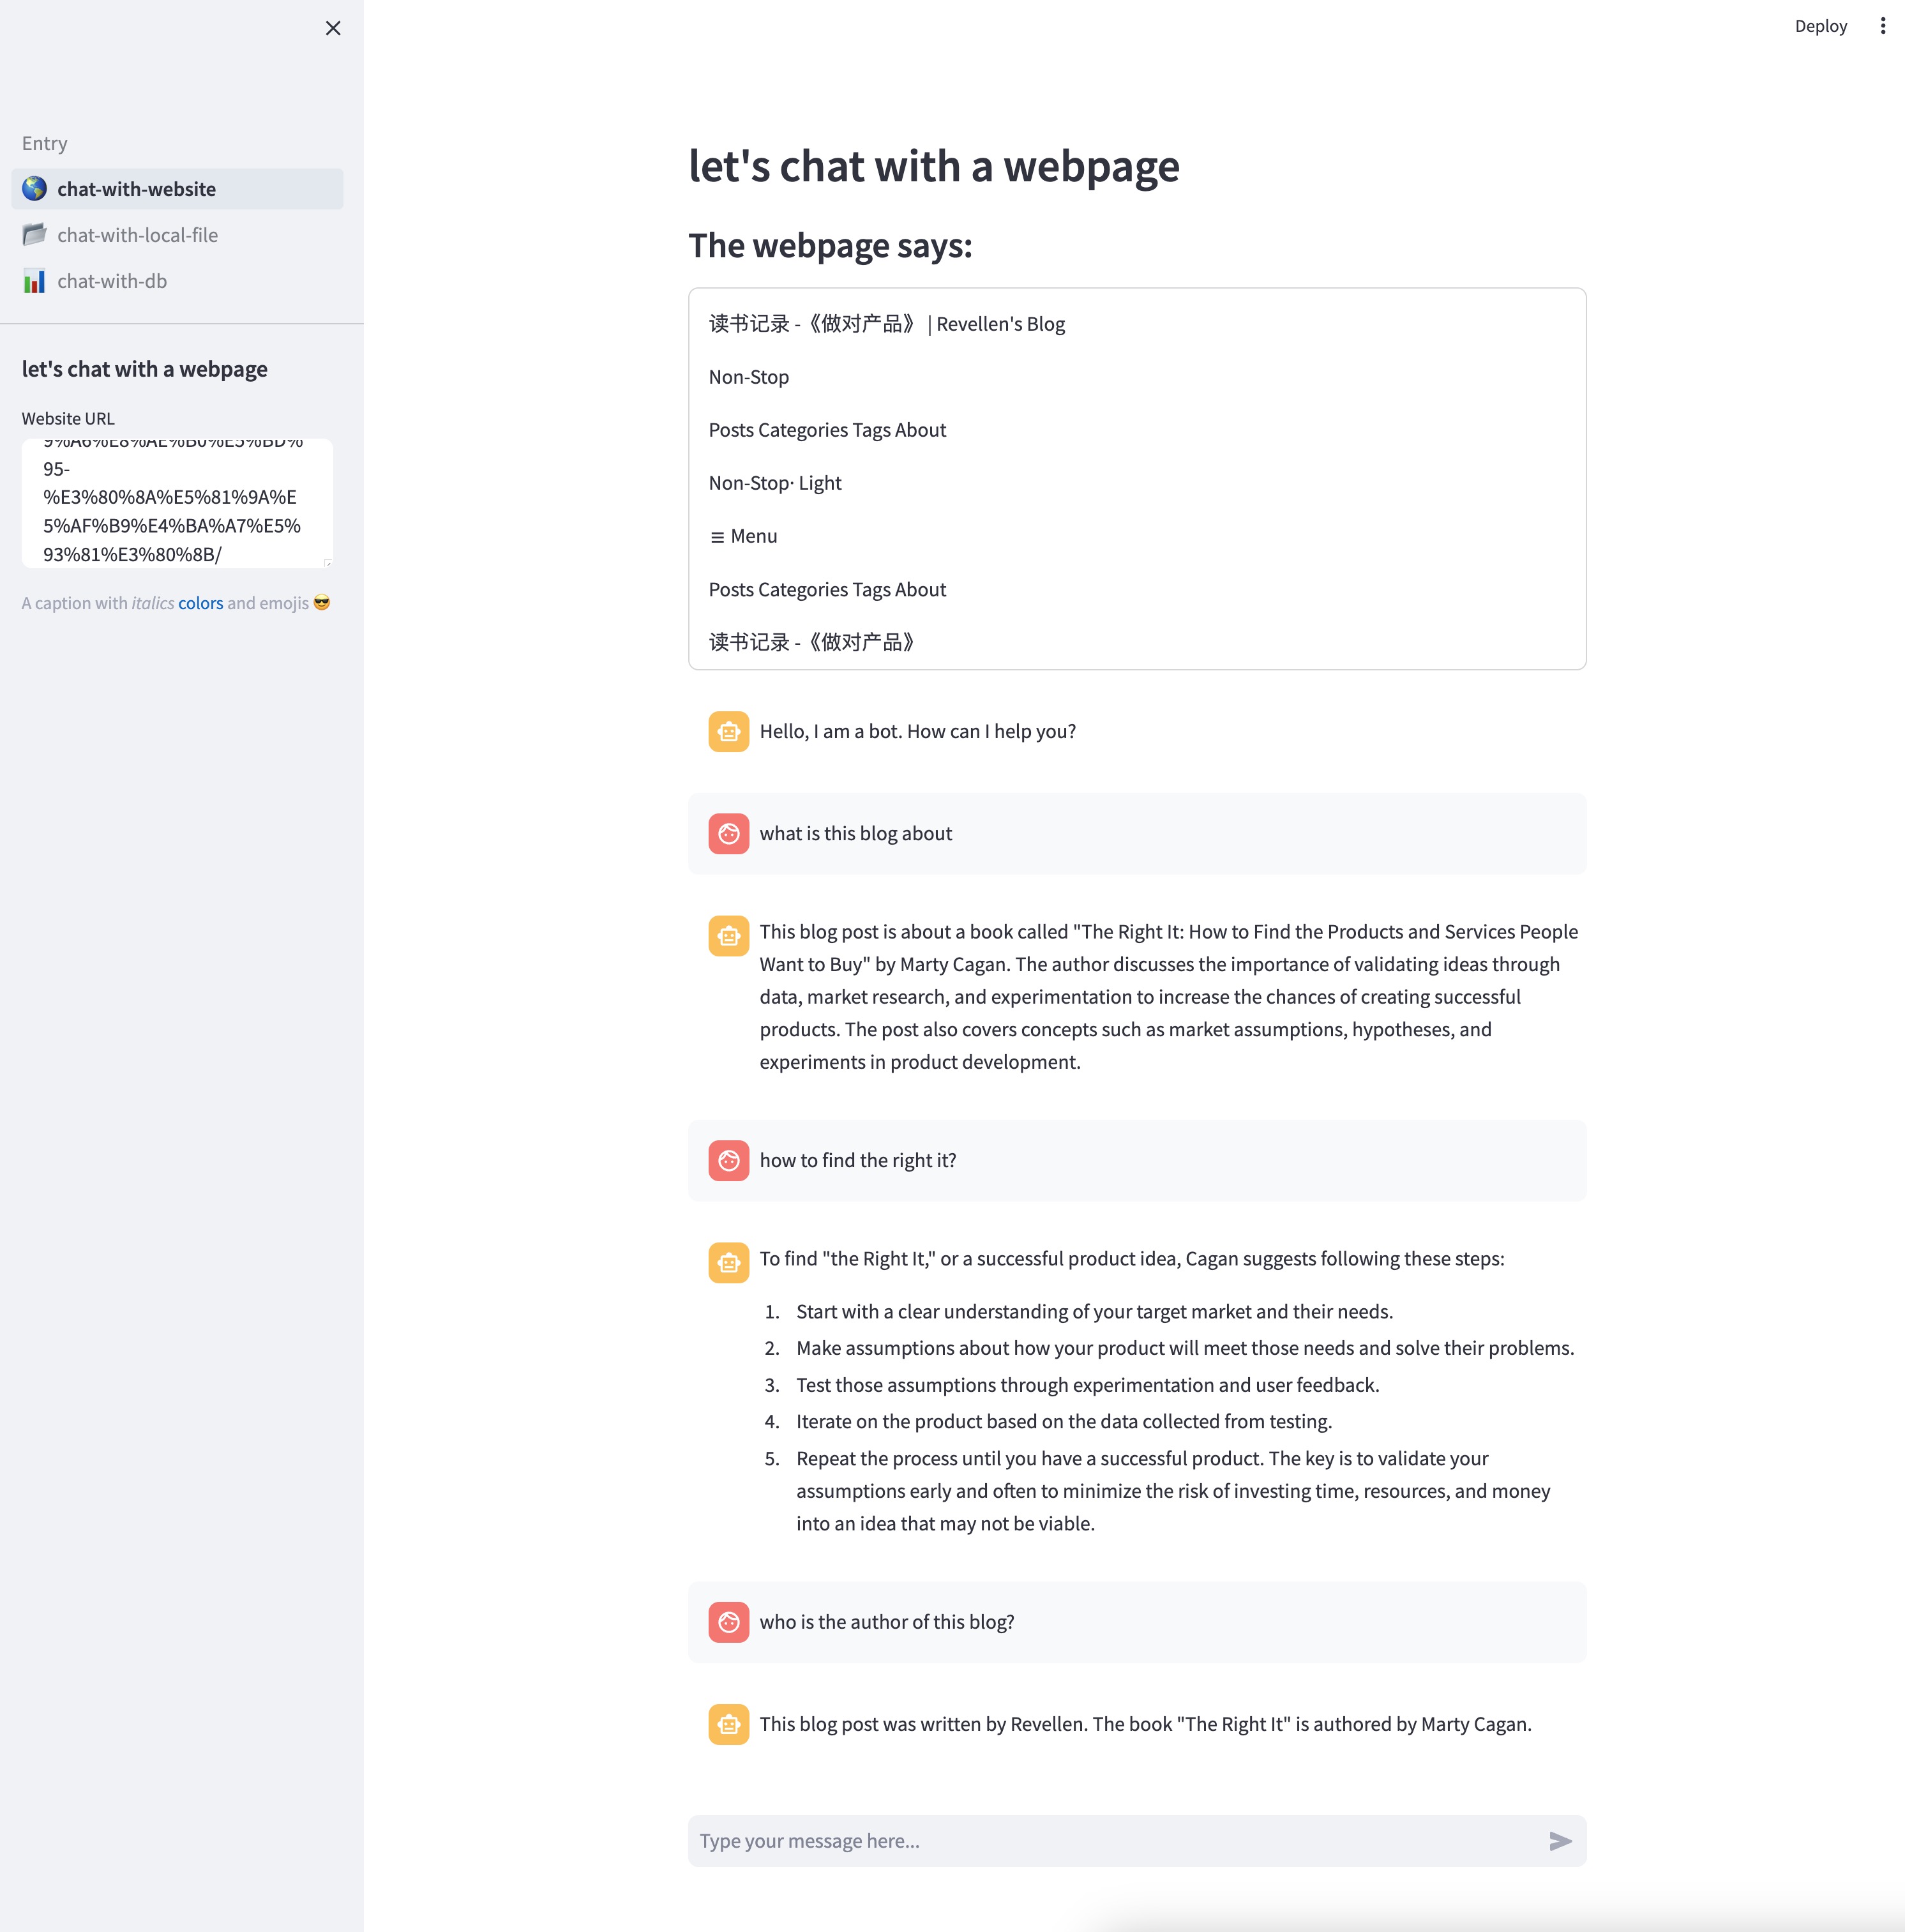 Deploy
Entry
chat-with-website
chat-with-local-file
chat-with-db
let's chat with a webpage
Website URL
9%A6%E8%AE%B0%E5%BD%
95-
%E3%80%8A%E5%81%9A%E
5%AF%B9%E4%BA%A7%E5%
93%81%E3%80%8B/
A caption with italics colors and emojis 😎
let's chat with a webpage
The webpage says:
读书记录 -《做对产品》 | Revellen's Blog
Non-Stop
Posts Categories Tags About
Non-Stop· Light
≡ Menu
Posts Categories Tags About
读书记录 -《做对产品》
Hello, I am a bot. How can I help you?
what is this blog about
This blog post is about a book called "The Right It: How to Find the Products and Services People
Want to Buy" by Marty Cagan. The author discusses the importance of validating ideas through
data, market research, and experimentation to increase the chances of creating successful
products. The post also covers concepts such as market assumptions, hypotheses, and
experiments in product development.
how to find the right it?
To find "the Right It," or a successful product idea, Cagan suggests following these steps:
1. Start with a clear understanding of your target market and their needs.
2. Make assumptions about how your product will meet those needs and solve their problems.
3. Test those assumptions through experimentation and user feedback.
4. Iterate on the product based on the data collected from testing.
5. Repeat the process until you have a successful product. The key is to validate your
assumptions early and often to minimize the risk of investing time, resources, and money
into an idea that may not be viable.
who is the author of this blog?
This blog post was written by Revellen. The book "The Right It" is authored by Marty Cagan.
Type your message here...